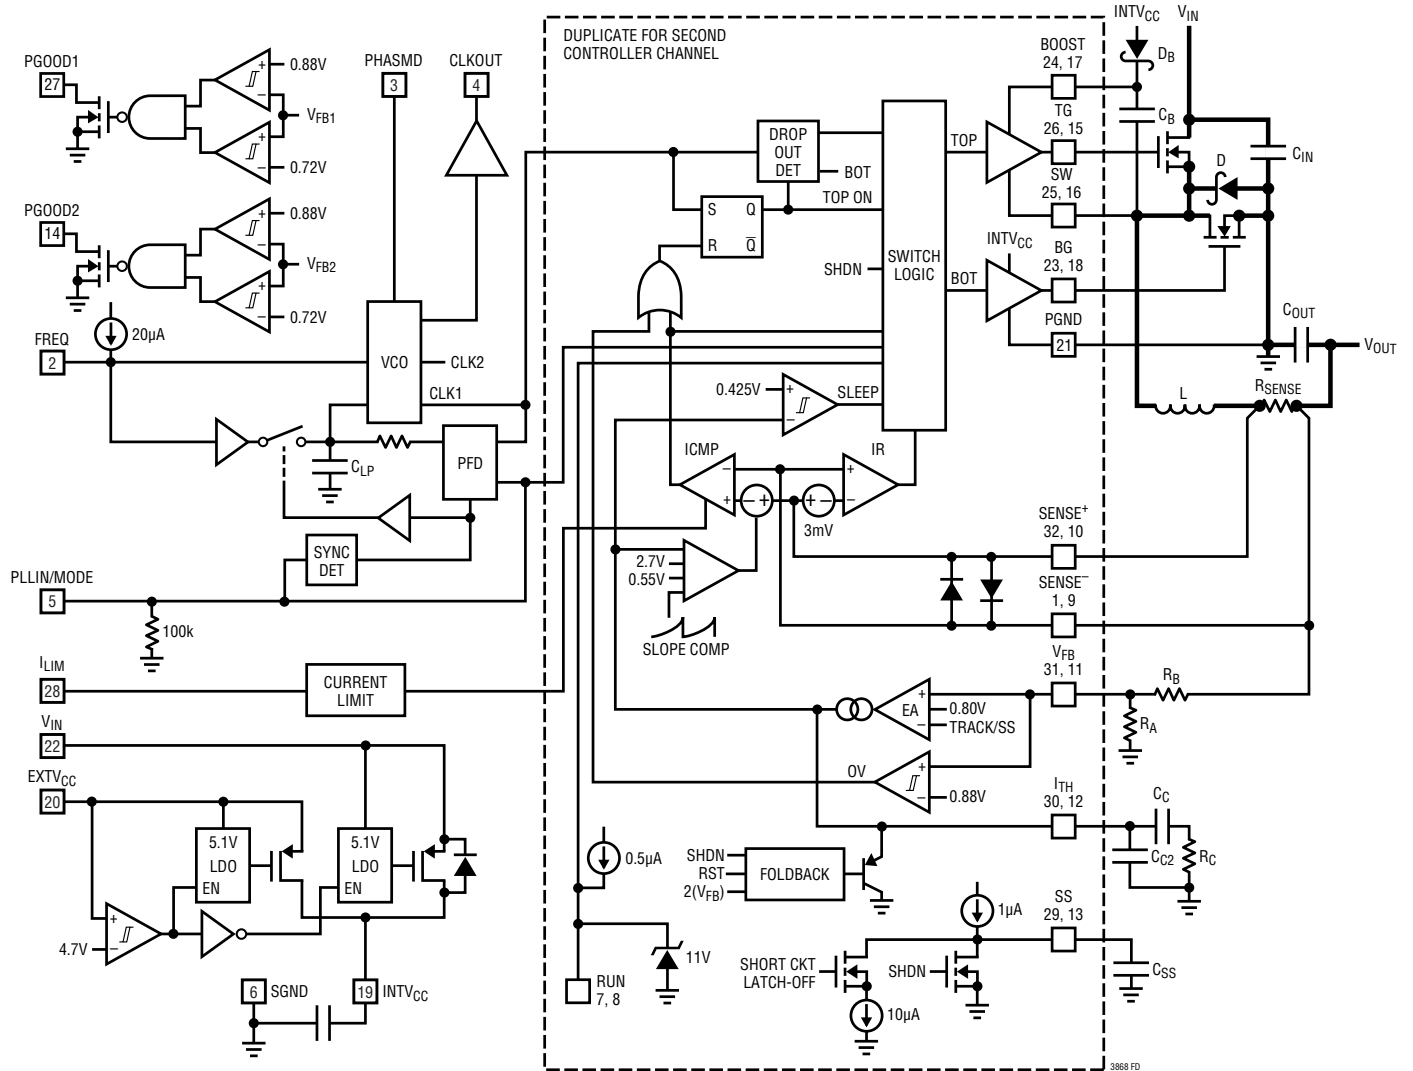 DUPLICATE FOR SECOND
CONTROLLER CHANNEL
INTVCC
VIN
PGOOD1
27
0.88V
VFB1
0.72V
PHASMD
3
CLKOUT
4
BOOST
24, 17
DB
CB
TG
26, 15
SW
25, 16
D
CIN
DROP
OUT
DET
BOT
TOP ON
TOP
S
Q
R
Q
SHDN
SWITCH
LOGIC
INTVCC
BG
23, 18
BOT
PGND
21
COUT
VOUT
PGOOD2
14
0.88V
VFB2
0.72V
20µA
FREQ
2
VCO
CLK2
CLK1
0.425V
+
–
SLEEP
L
RSENSE
CLP
PFD
ICMP
–
+
– +
+ –
3mV
IR
+
–
SENSE+
32, 10
SENSE–
1, 9
SYNC
DET
PLLIN/MODE
5
100k
2.7V
0.55V
SLOPE COMP
VFB
31, 11
RB
RA
ILIM
28
CURRENT
LIMIT
EA
+
–
0.80V
TRACK/SS
VIN
22
EXTVCC
20
OV
+
–
0.88V
ITH
30, 12
CC
CC2
RC
5.1V
LDO
EN
5.1V
LDO
EN
4.7V
+
–
0.5µA
SHDN
RST
2(VFB)
FOLDBACK
1µA
SS
29, 13
CSS
11V
SHORT CKT
LATCH-OFF
SHDN
10µA
6
SGND
19
INTVCC
RUN
7, 8
3868 FD